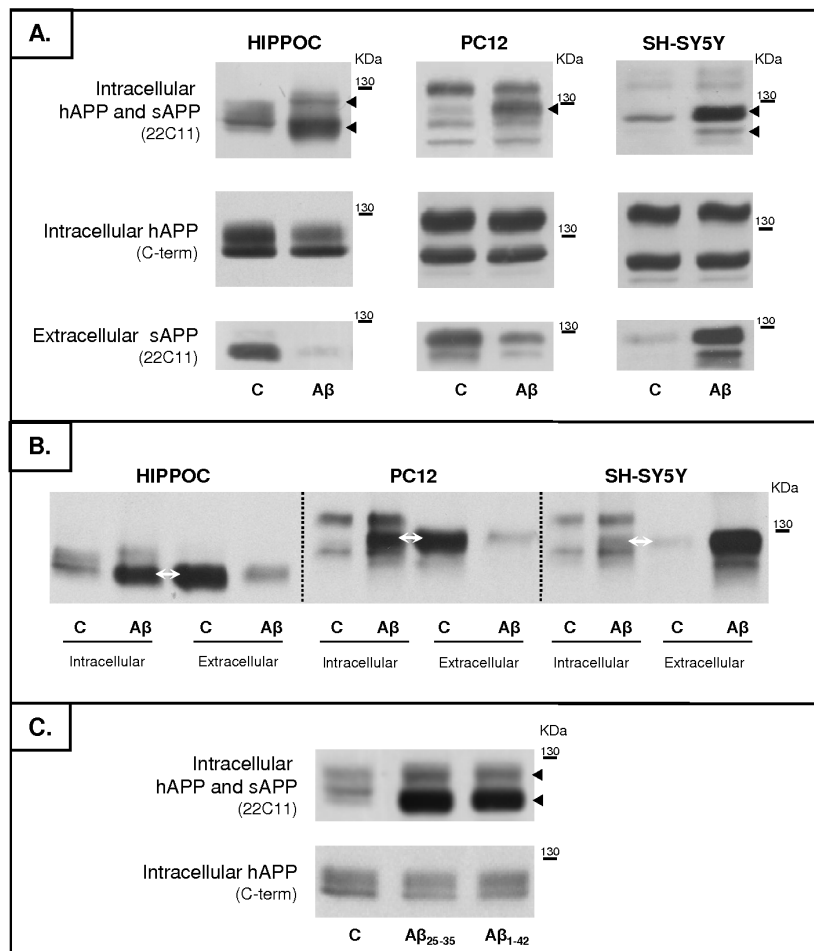 A.
HIPPOC PC12 SH-SY5Y
KDa KDa KDa
Intracellular
hAPP and sAPP
(22C11)
130 130 130
Intracellular hAPP
(C-term)
130 130 130
Extracellular sAPP
(22C11)
130 130 130
C Aβ C Aβ C Aβ
B.
HIPPOC PC12 SH-SY5Y
KDa
130
C Aβ C Aβ C Aβ C Aβ C Aβ C Aβ
Intracellular Extracellular Intracellular Extracellular Intracellular Extracellular
C.
KDa
Intracellular
hAPP and sAPP
(22C11)
130
Intracellular hAPP
(C-term)
130
C Aβ25-35 Aβ1-42